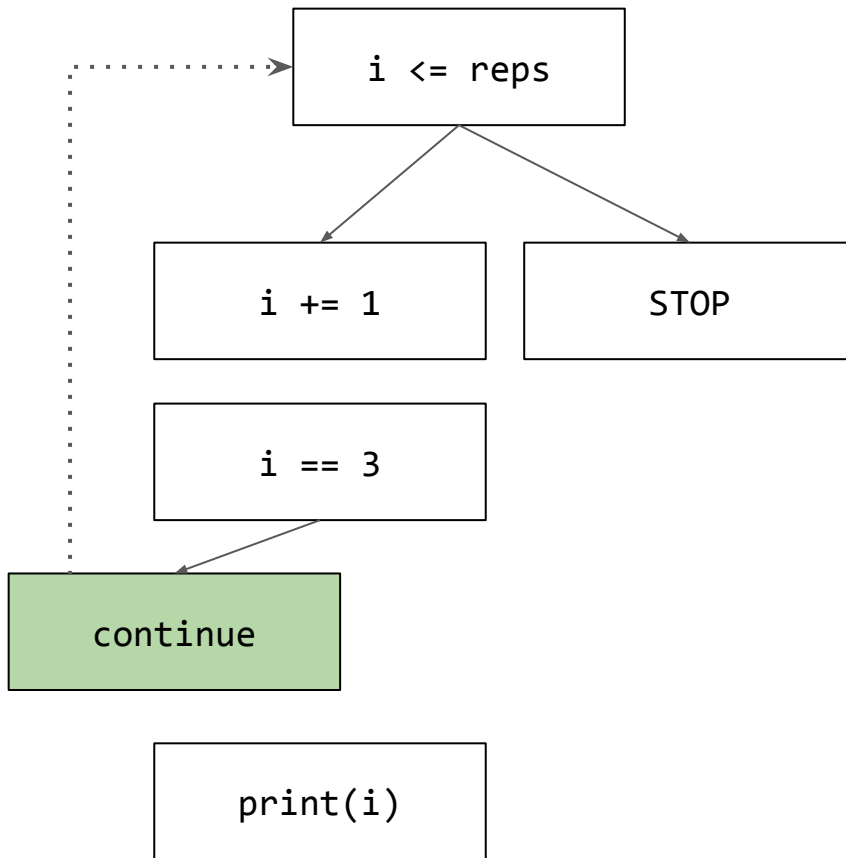 i <= reps
i += 1
STOP
i == 3
continue
print(i)